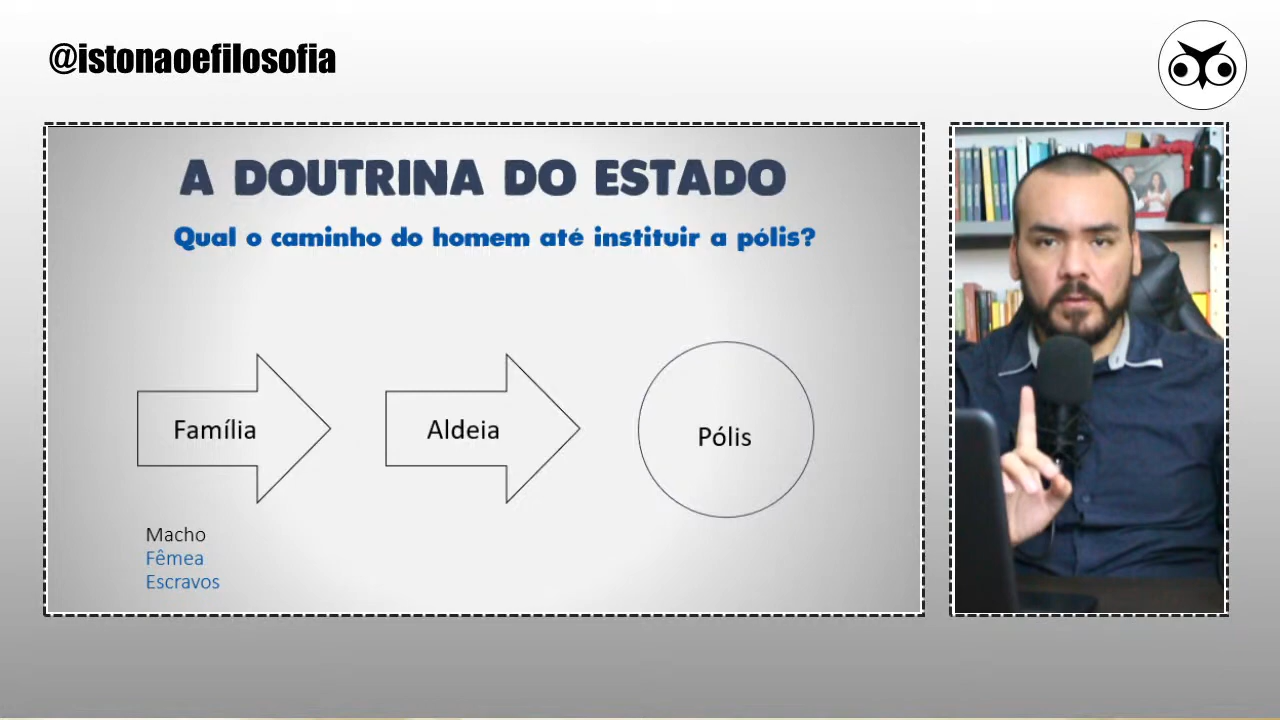 @istonaoefilosofia
A DOUTRINA DO ESTADO
Qual o caminho do homem até instituir a pólis?
Família
Aldeia
Pólis
Macho
Fêmea
Escravos